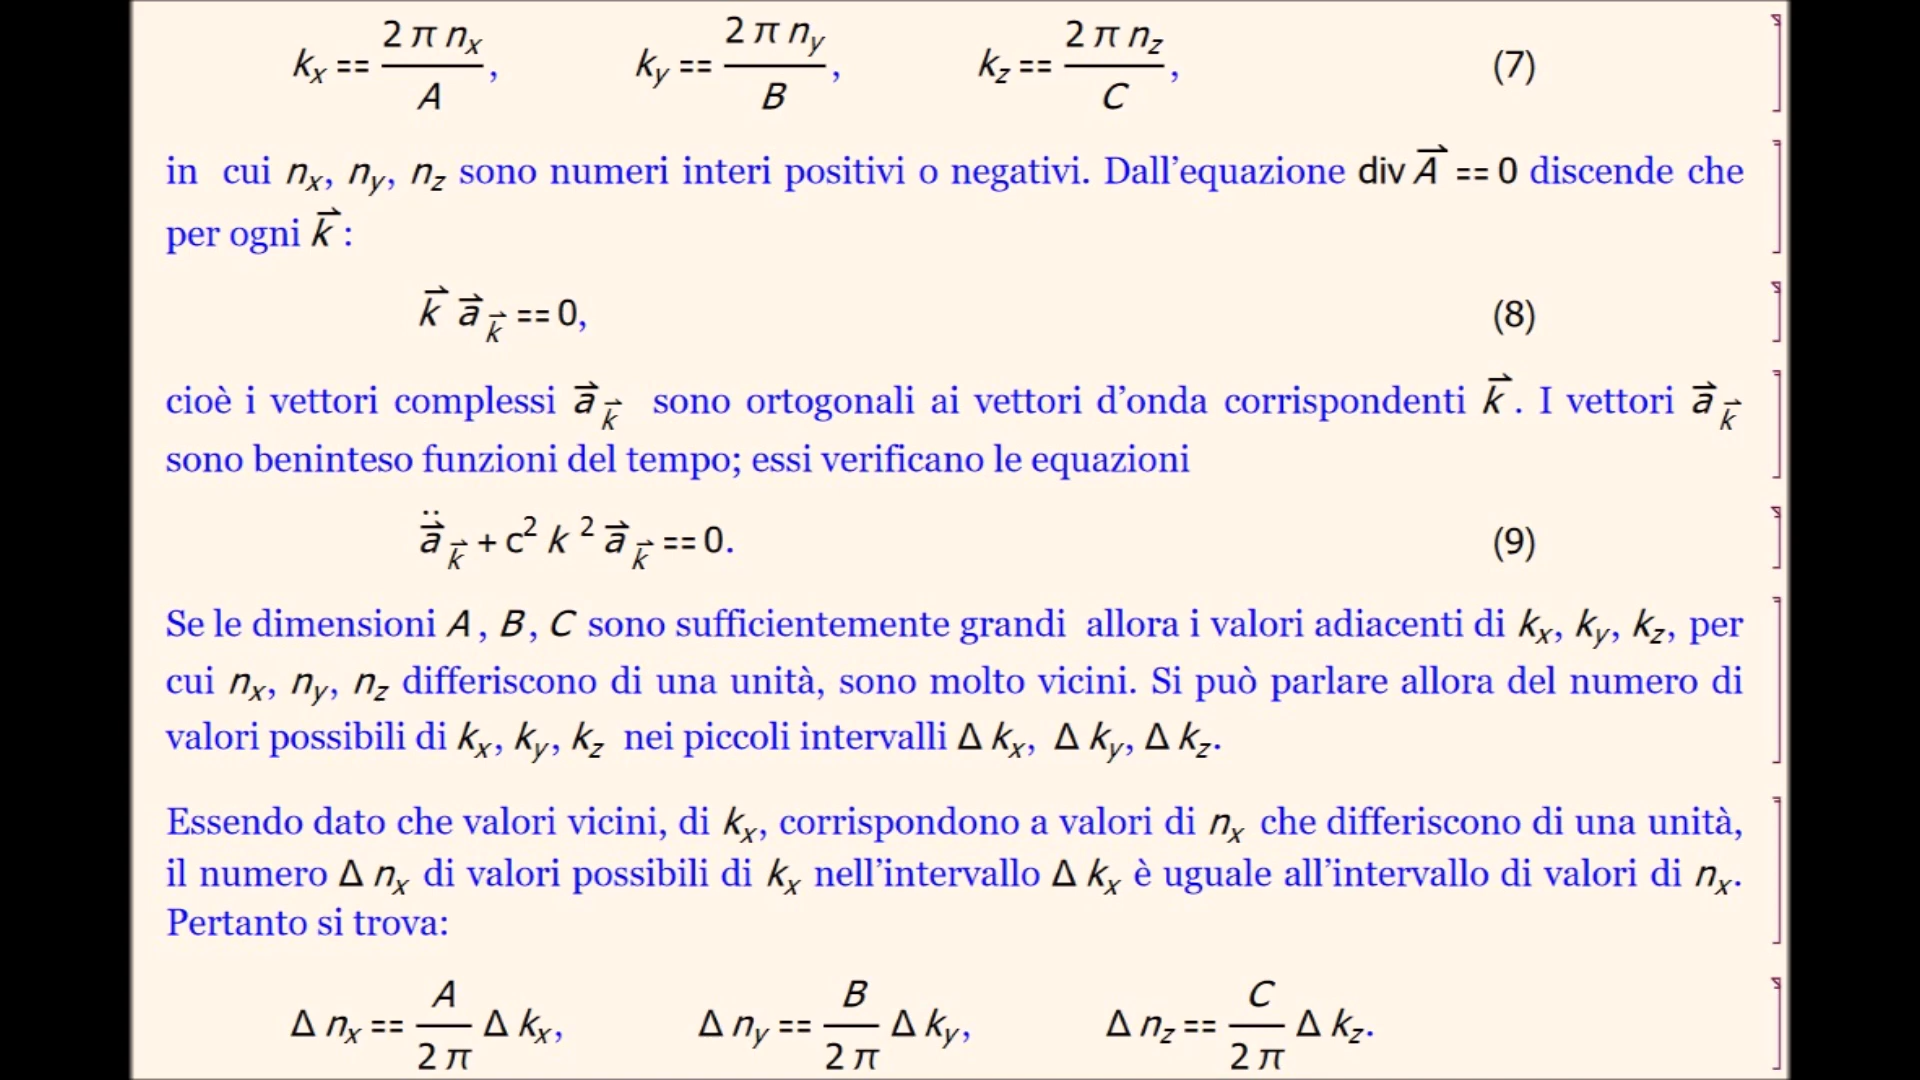 k_x == 2 π n_x / A, k_y == 2 π n_y / B, k_z == 2 π n_z / C, (7)
in cui n_x, n_y, n_z sono numeri interi positivi o negativi. Dall'equazione div A⃗ == 0 discende che
per ogni k⃗ :
k⃗ a⃗_k⃗ == 0, (8)
cioè i vettori complessi a⃗_k⃗ sono ortogonali ai vettori d'onda corrispondenti k⃗ . I vettori a⃗_k⃗
sono beninteso funzioni del tempo; essi verificano le equazioni
a⃗̈_k⃗ + c² k² a⃗_k⃗ == 0. (9)
Se le dimensioni A , B , C sono sufficientemente grandi allora i valori adiacenti di k_x, k_y, k_z, per
cui n_x, n_y, n_z differiscono di una unità, sono molto vicini. Si può parlare allora del numero di
valori possibili di k_x, k_y, k_z nei piccoli intervalli Δ k_x, Δ k_y, Δ k_z.
Essendo dato che valori vicini, di k_x, corrispondono a valori di n_x che differiscono di una unità,
il numero Δ n_x di valori possibili di k_x nell'intervallo Δ k_x è uguale all'intervallo di valori di n_x.
Pertanto si trova:
Δ n_x == A / 2 π Δ k_x, Δ n_y == B / 2 π Δ k_y, Δ n_z == C / 2 π Δ k_z.